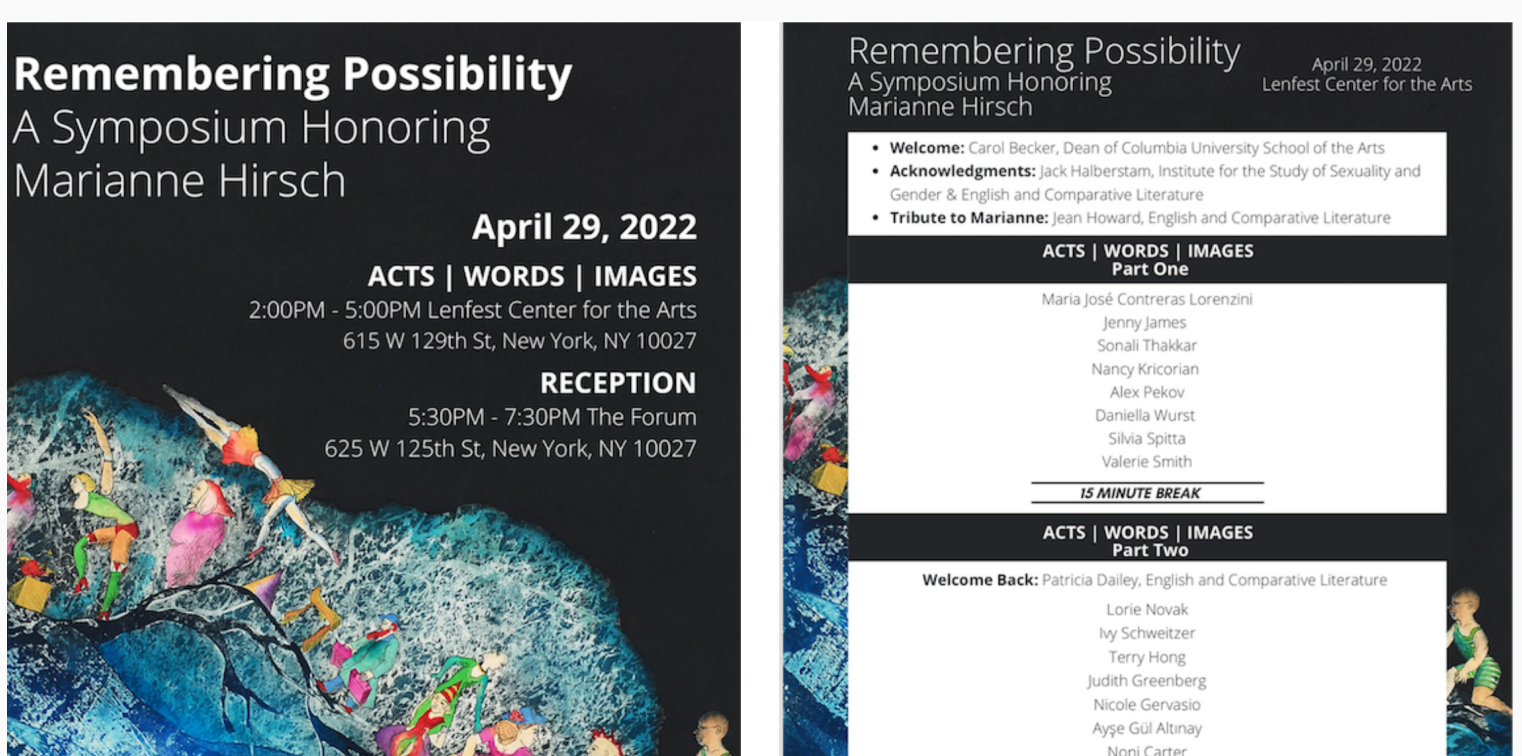 Remembering Possibility
A Symposium Honoring
Marianne Hirsch
April 29, 2022
ACTS | WORDS | IMAGES
2:00PM - 5:00PM Lenfest Center for the Arts
615 W 129th St, New York, NY 10027
RECEPTION
5:30PM - 7:30PM The Forum
625 W 125th St, New York, NY 10027
Remembering Possibility
A Symposium Honoring
Marianne Hirsch
April 29, 2022
Lenfest Center for the Arts
• Welcome: Carol Becker, Dean of Columbia University School of the Arts
• Acknowledgments: Jack Halberstam, Institute for the Study of Sexuality and
Gender & English and Comparative Literature
• Tribute to Marianne: Jean Howard, English and Comparative Literature
ACTS | WORDS | IMAGES
Part One
Maria José Contreras Lorenzini
Jenny James
Sonali Thakkar
Nancy Kricorian
Alex Pekov
Daniella Wurst
Silvia Spitta
Valerie Smith
15 MINUTE BREAK
ACTS | WORDS | IMAGES
Part Two
Welcome Back: Patricia Dailey, English and Comparative Literature
Lorie Novak
Ivy Schweitzer
Terry Hong
Judith Greenberg
Nicole Gervasio
Ayşe Gül Altınay
Noni Carter